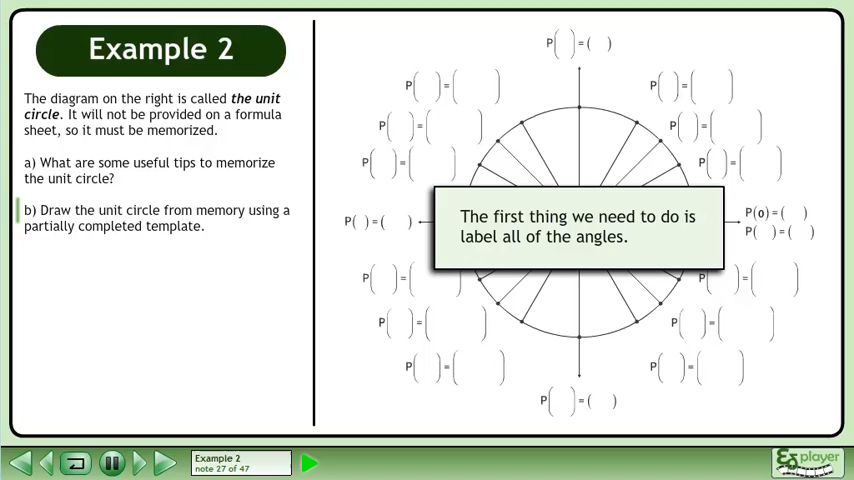 Example 2
The diagram on the right is called the unit
circle. It will not be provided on a formula
sheet, so it must be memorized.
a) What are some useful tips to memorize
the unit circle?
b) Draw the unit circle from memory using a
partially completed template.
P( ) = ( )
P( ) = ( )
P( ) = ( )
P( ) = ( )
P( ) = ( )
P( ) = ( )
P( ) = ( )
The first thing we need to do is
label all of the angles.
P( ) = ( )
P(0) = ( )
P( ) = ( )
P( ) = ( )
P( ) = ( )
P( ) = ( )
P( ) = ( )
P( ) = ( )
P( ) = ( )
P( ) = ( )
Example 2
note 27 of 47
player